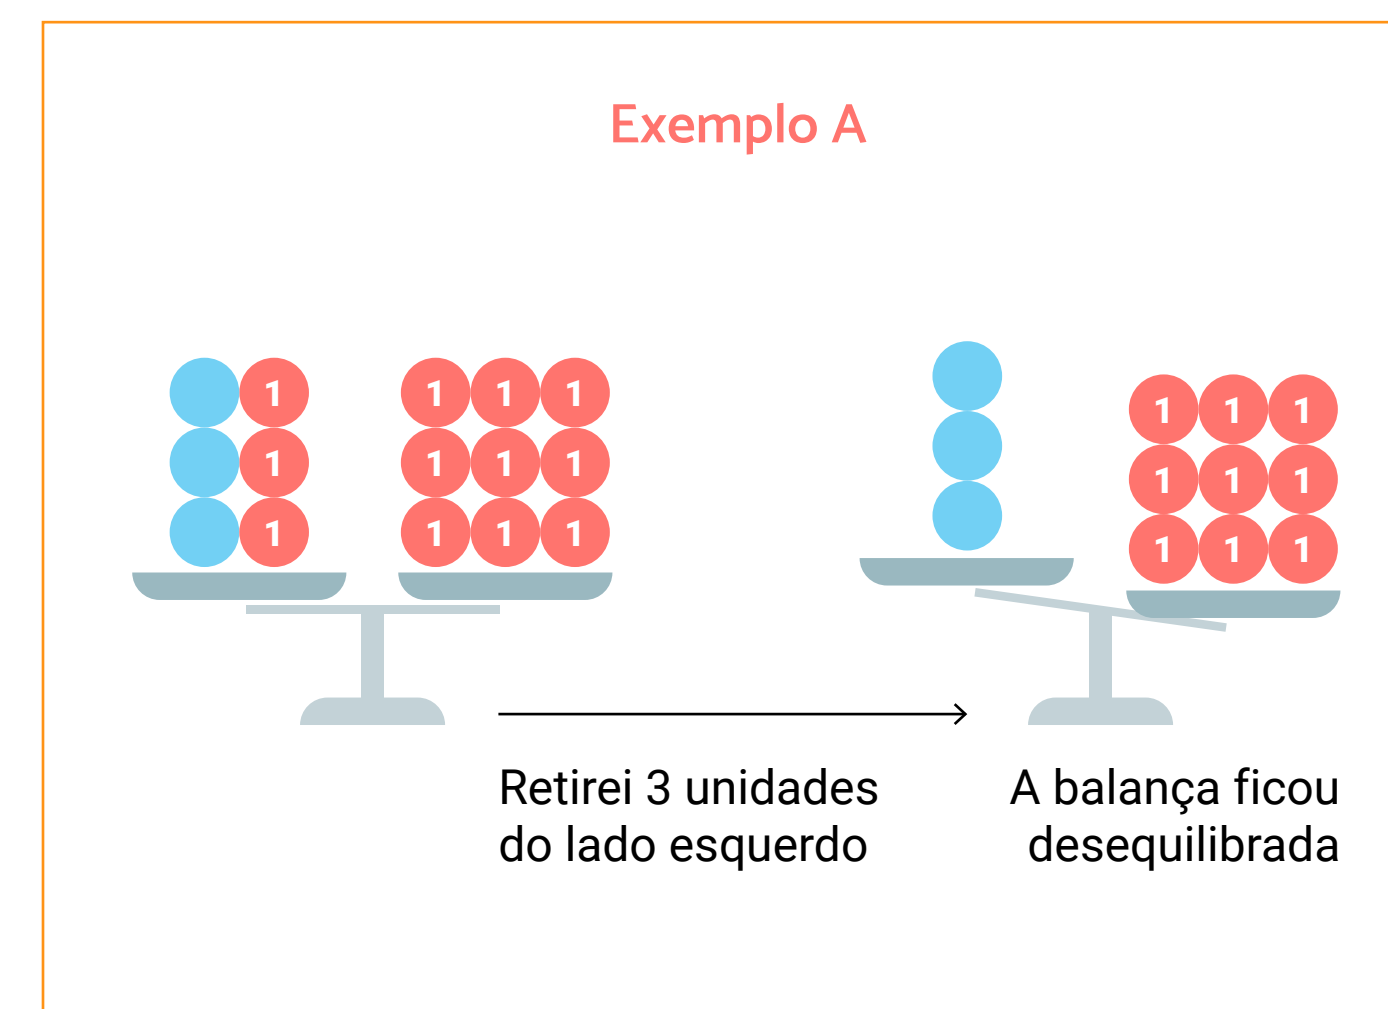 Exemplo A
1 1 1 1
1 1 1 1
1 1 1 1
1 1 1
1 1 1
1 1 1
Retirei 3 unidades
do lado esquerdo
A balança ficou
desequilibrada